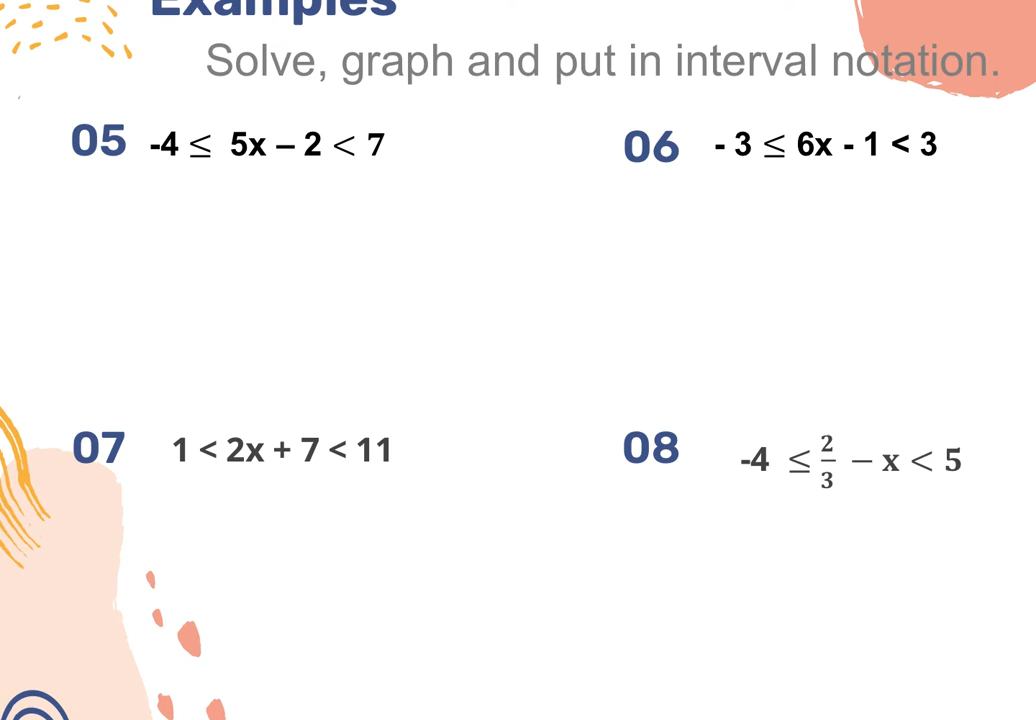 Examples
Solve, graph and put in interval notation.
05 -4 ≤ 5x – 2 < 7
06 - 3 ≤ 6x - 1 < 3
07 1 < 2x + 7 < 11
08 -4 ≤ 2/3 − x < 5